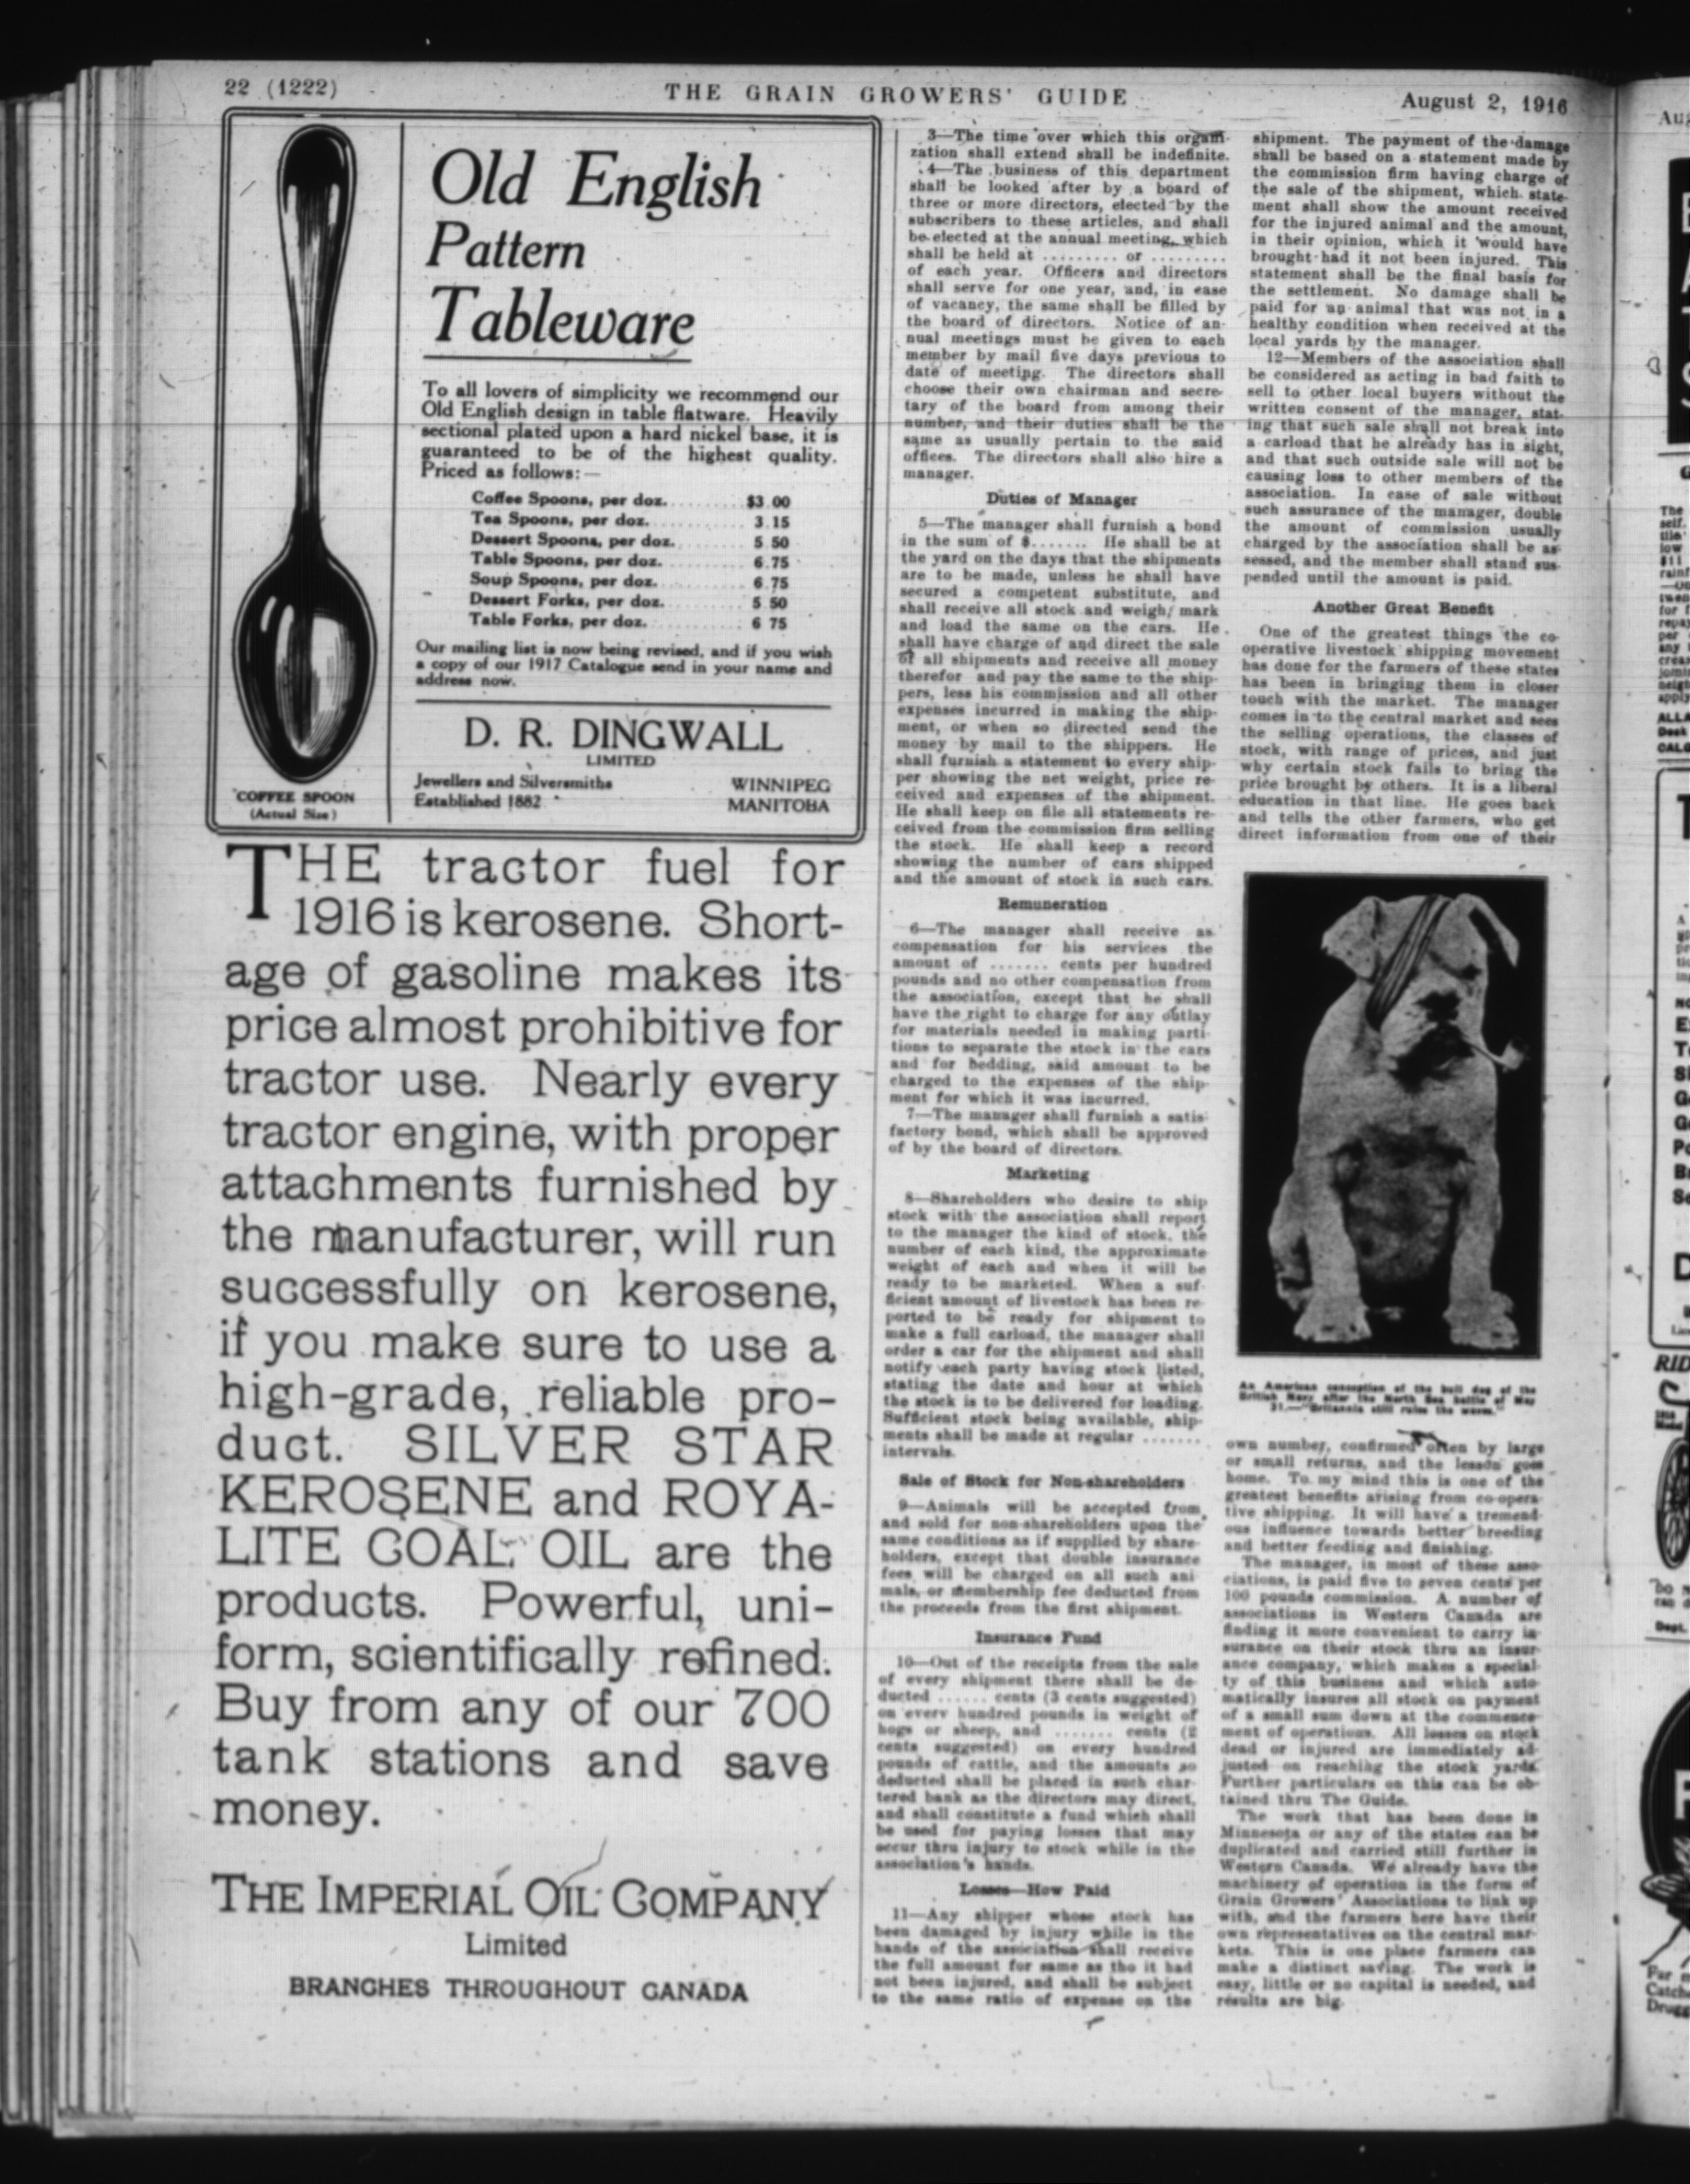 22 (1222)
THE GRAIN GROWERS' GUIDE
August 2, 1916
Old English
Pattern
Tableware
To all lovers of simplicity we recommend our
Old English design in table flatware. Heavily
sectional plated upon a hard nickel base, it is
guaranteed to be of the highest quality.
Priced as follows:—
Coffee Spoons, per doz. $3.00
Tea Spoons, per doz. 3.15
Dessert Spoons, per doz. 5.50
Table Spoons, per doz. 6.75
Soup Spoons, per doz. 6.75
Dessert Forks, per doz. 5.50
Table Forks, per doz. 6 75
Our mailing list is now being revised, and if you wish
a copy of our 1917 Catalogue send in your name and
address now.
D. R. DINGWALL
LIMITED
Jewellers and Silversmiths
Established 1882
WINNIPEG
MANITOBA
COFFEE SPOON
(Actual Size)
THE tractor fuel for
1916 is kerosene. Short-
age of gasoline makes its
price almost prohibitive for
tractor use. Nearly every
tractor engine, with proper
attachments furnished by
the manufacturer, will run
successfully on kerosene,
if you make sure to use a
high-grade, reliable pro-
duct. SILVER STAR
KEROSENE and ROYA-
LITE COAL OIL are the
products. Powerful, uni-
form, scientifically refined.
Buy from any of our 700
tank stations and save
money.
THE IMPERIAL OIL COMPANY
Limited
BRANCHES THROUGHOUT CANADA
3—The time over which this organi-
zation shall extend shall be indefinite.
4—The business of this department
shall be looked after by a board of
three or more directors, elected by the
subscribers to these articles, and shall
be elected at the annual meeting, which
shall be held at ......... or .........
of each year. Officers and directors
shall serve for one year, and, in case
of vacancy, the same shall be filled by
the board of directors. Notice of an-
nual meetings must be given to each
member by mail five days previous to
date of meeting. The directors shall
choose their own chairman and secre-
tary of the board from among their
number, and their duties shall be the
same as usually pertain to the said
offices. The directors shall also hire a
manager.
Duties of Manager
5—The manager shall furnish a bond
in the sum of $....... He shall be at
the yard on the days that the shipments
are to be made, unless he shall have
secured a competent substitute, and
shall receive all stock and weigh, mark
and load the same on the cars. He
shall have charge of and direct the sale
of all shipments and receive all money
therefor and pay the same to the ship-
pers, less his commission and all other
expenses incurred in making the ship-
ment, or when so directed send the
money by mail to the shippers. He
shall furnish a statement to every ship-
per showing the net weight, price re-
ceived and expenses of the shipment.
He shall keep on file all statements re-
ceived from the commission firm selling
the stock. He shall keep a record
showing the number of cars shipped
and the amount of stock in such cars.
Remuneration
6—The manager shall receive as
compensation for his services the
amount of ....... cents per hundred
pounds and no other compensation from
the association, except that he shall
have the right to charge for any outlay
for materials needed in making parti-
tions to separate the stock in the cars
and for bedding, said amount to be
charged to the expenses of the ship-
ment for which it was incurred.
7—The manager shall furnish a satis-
factory bond, which shall be approved
of by the board of directors.
Marketing
8—Shareholders who desire to ship
stock with the association shall report
to the manager the kind of stock, the
number of each kind, the approximate
weight of each and when it will be
ready to be marketed. When a suf-
ficient amount of livestock has been re-
ported to be ready for shipment to
make a full carload, the manager shall
order a car for the shipment and shall
notify each party having stock listed,
stating the date and hour at which
the stock is to be delivered for loading.
Sufficient stock being available, ship-
ments shall be made at regular .......
intervals.
Sale of Stock for Non-shareholders
9—Animals will be accepted from
and sold for non-shareholders upon the
same conditions as if supplied by share-
holders, except that double insurance
fees will be charged on all such ani-
mals, or membership fee deducted from
the proceeds from the first shipment.
Insurance Fund
10—Out of the receipts from the sale
of every shipment there shall be de-
ducted ...... cents (3 cents suggested)
on every hundred pounds in weight of
hogs or sheep, and ....... cents (2
cents suggested) on every hundred
pounds of cattle, and the amounts so
deducted shall be placed in such char-
tered bank as the directors may direct,
and shall constitute a fund which shall
be used for paying losses that may
occur thru injury to stock while in the
association's hands.
Losses—How Paid
11—Any shipper whose stock has
been damaged by injury while in the
hands of the association shall receive
the full amount for same as tho it had
not been injured, and shall be subject
to the same ratio of expense on the
shipment. The payment of the damage
shall be based on a statement made by
the commission firm having charge of
the sale of the shipment, which state-
ment shall show the amount received
for the injured animal and the amount,
in their opinion, which it would have
brought had it not been injured. This
statement shall be the final basis for
the settlement. No damage shall be
paid for an animal that was not in a
healthy condition when received at the
local yards by the manager.
12—Members of the association shall
be considered as acting in bad faith to
sell to other local buyers without the
written consent of the manager, stat-
ing that such sale shall not break into
a carload that he already has in sight,
and that such outside sale will not be
causing loss to other members of the
association. In case of sale without
such assurance of the manager, double
the amount of commission usually
charged by the association shall be as-
sessed, and the member shall stand sus-
pended until the amount is paid.
Another Great Benefit
One of the greatest things the co-
operative livestock shipping movement
has done for the farmers of these states
has been in bringing them in closer
touch with the market. The manager
comes in to the central market and sees
the selling operations, the classes of
stock, with range of prices, and just
why certain stock fails to bring the
price brought by others. It is a liberal
education in that line. He goes back
and tells the other farmers, who get
direct information from one of their
An American conception of the bull dog of the
British Navy after the North Sea battle of May
31.—"Britannia still rules the waves."
own number, confirmed often by large
or small returns, and the lesson goes
home. To my mind this is one of the
greatest benefits arising from co-opera-
tive shipping. It will have a tremend-
ous influence towards better breeding
and better feeding and finishing.
The manager, in most of these asso-
ciations, is paid five to seven cents per
100 pounds commission. A number of
associations in Western Canada are
finding it more convenient to carry in-
surance on their stock thru an insur-
ance company, which makes a special-
ty of this business and which auto-
matically insures all stock on payment
of a small sum down at the commence-
ment of operations. All losses on stock
dead or injured are immediately ad-
justed on reaching the stock yards.
Further particulars on this can be ob-
tained thru The Guide.
The work that has been done in
Minnesota or any of the states can be
duplicated and carried still further in
Western Canada. We already have the
machinery of operation in the form of
Grain Growers' Associations to link up
with, and the farmers here have their
own representatives on the central mar-
kets. This is one place farmers can
make a distinct saving. The work is
easy, little or no capital is needed, and
results are big.